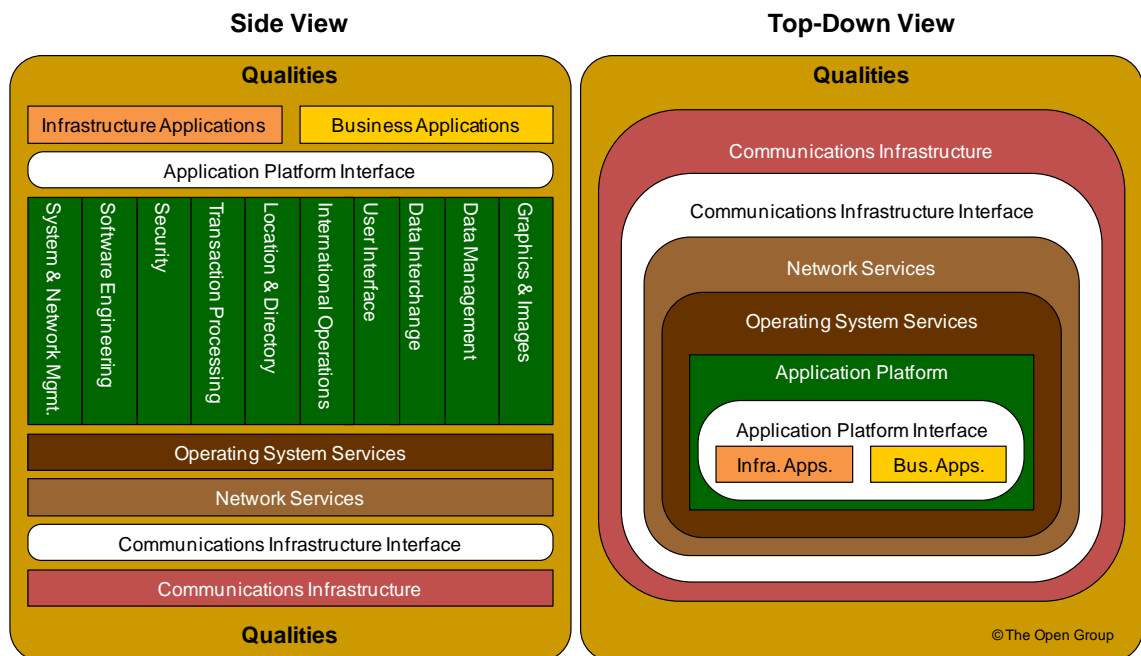 Side View
Qualities
Infrastructure Applications
Business Applications
Application Platform Interface
System & Network Mgmt.
Software Engineering
Security
Transaction Processing
Location & Directory
International Operations
User Interface
Data Interchange
Data Management
Graphics & Images
Operating System Services
Network Services
Communications Infrastructure Interface
Communications Infrastructure
Qualities
Top-Down View
Qualities
Communications Infrastructure
Communications Infrastructure Interface
Network Services
Operating System Services
Application Platform
Application Platform Interface
Infra. Apps.
Bus. Apps.
© The Open Group